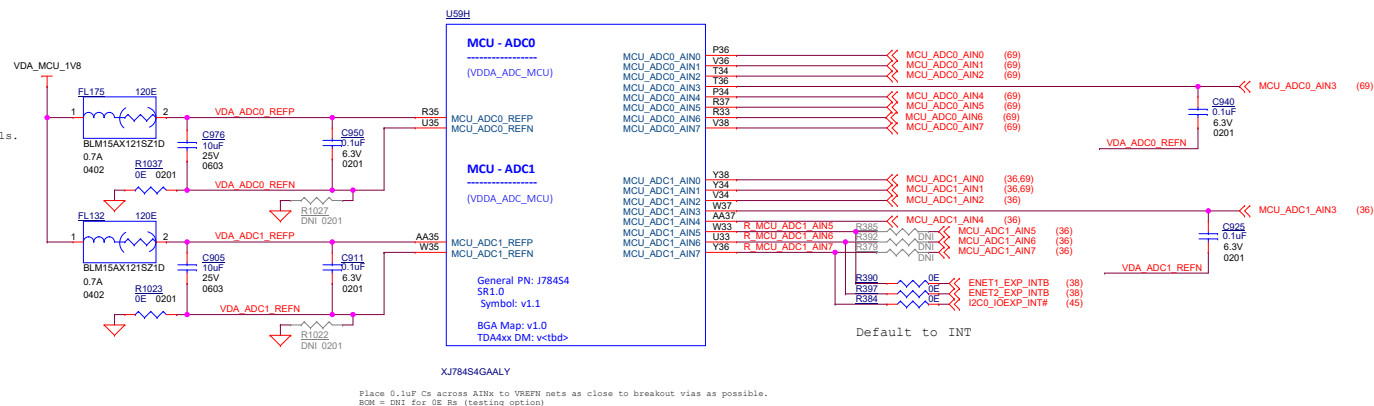 U59H
MCU - ADC0
-----------------
(VDDA_ADC_MCU)
MCU_ADC0_AIN0 P36 MCU_ADC0_AIN0 (69)
MCU_ADC0_AIN1 V36 MCU_ADC0_AIN1 (69)
MCU_ADC0_AIN2 T34 MCU_ADC0_AIN2 (69)
MCU_ADC0_AIN3 T36 MCU_ADC0_AIN3 (69)
MCU_ADC0_AIN4 P34 MCU_ADC0_AIN4 (69)
MCU_ADC0_AIN5 R37 MCU_ADC0_AIN5 (69)
MCU_ADC0_AIN6 R33 MCU_ADC0_AIN6 (69)
MCU_ADC0_AIN7 V38 MCU_ADC0_AIN7 (69)
C940
0.1uF
6.3V
0201
VDA_ADC0_REFN
VDA_MCU_1V8
FL175 120E
1 2
VDA_ADC0_REFP
R35 MCU_ADC0_REFP
U35 MCU_ADC0_REFN
ls.
BLM15AX121SZ1D
0.7A
0402
C976
10uF
25V
0603
C950
0.1uF
6.3V
0201
R1037
0E 0201
VDA_ADC0_REFN
R1027
DNI 0201
MCU - ADC1
-----------------
(VDDA_ADC_MCU)
MCU_ADC1_AIN0 Y38 MCU_ADC1_AIN0 (36,69)
MCU_ADC1_AIN1 Y34 MCU_ADC1_AIN1 (36,69)
MCU_ADC1_AIN2 V34 MCU_ADC1_AIN2 (36)
MCU_ADC1_AIN3 W37 MCU_ADC1_AIN3 (36)
MCU_ADC1_AIN4 AA37 MCU_ADC1_AIN4 (36)
MCU_ADC1_AIN5 W33 R_MCU_ADC1_AIN5 R385 DNI MCU_ADC1_AIN5 (36)
MCU_ADC1_AIN6 U33 R_MCU_ADC1_AIN6 R392 DNI MCU_ADC1_AIN6 (36)
MCU_ADC1_AIN7 Y36 R_MCU_ADC1_AIN7 R379 DNI MCU_ADC1_AIN7 (36)
C925
0.1uF
6.3V
0201
VDA_ADC1_REFN
FL132 120E
1 2
VDA_ADC1_REFP
AA35 MCU_ADC1_REFP
W35 MCU_ADC1_REFN
BLM15AX121SZ1D
0.7A
0402
C905
10uF
25V
0603
C911
0.1uF
6.3V
0201
R1023
0E 0201
VDA_ADC1_REFN
R1022
DNI 0201
General PN: J784S4
SR1.0
Symbol: v1.1
BGA Map: v1.0
TDA4xx DM: v<tbd>
R390 0E ENET1_EXP_INTB (38)
R397 0E ENET2_EXP_INTB (38)
R384 0E I2C0_IOEXP_INT# (45)
Default to INT
XJ784S4GAALY
Place 0.1uF Cs across AINx to VREFN nets as close to breakout vias as possible.
BOM = DNI for 0E Rs (testing option)